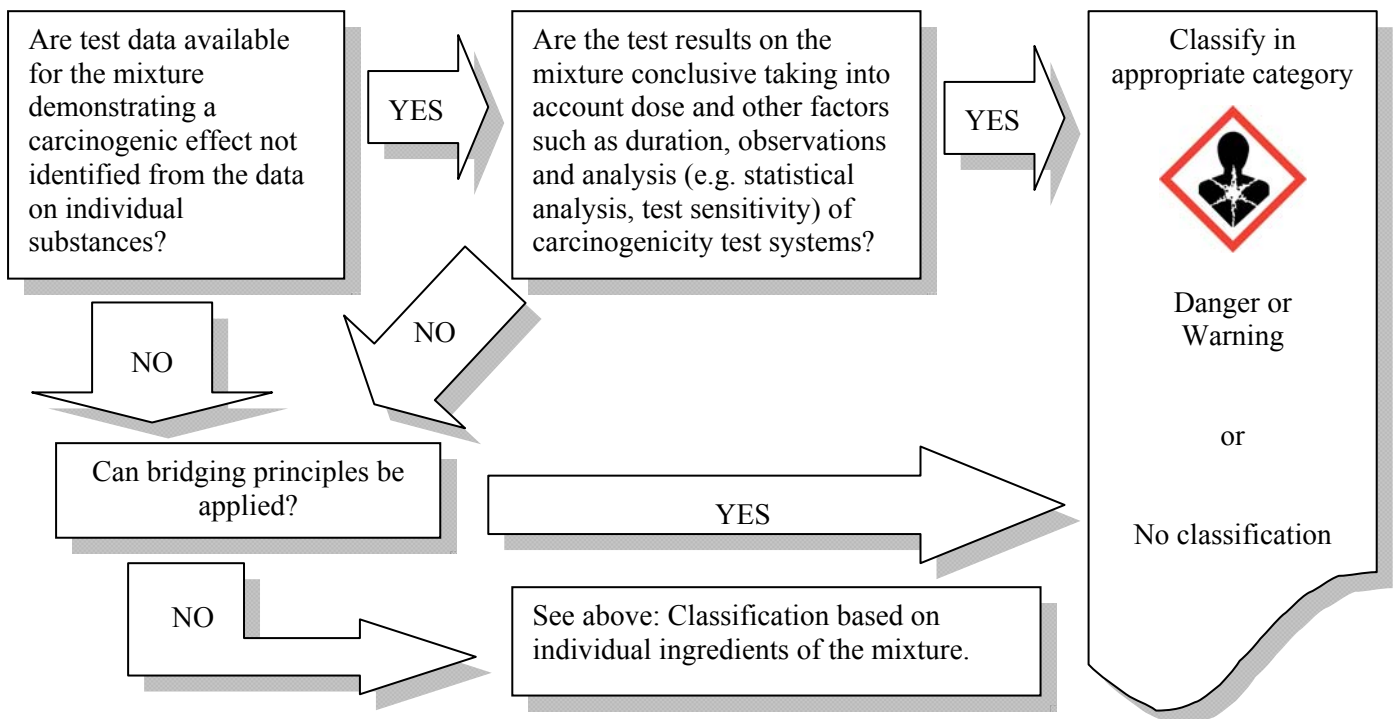 Are test data available
for the mixture
demonstrating a
carcinogenic effect not
identified from the data
on individual
substances?
YES
Are the test results on the
mixture conclusive taking into
account dose and other factors
such as duration, observations
and analysis (e.g. statistical
analysis, test sensitivity) of
carcinogenicity test systems?
YES
Classify in
appropriate category
Danger or
Warning
or
No classification
NO
NO
Can bridging principles be
applied?
YES
NO
See above: Classification based on
individual ingredients of the mixture.